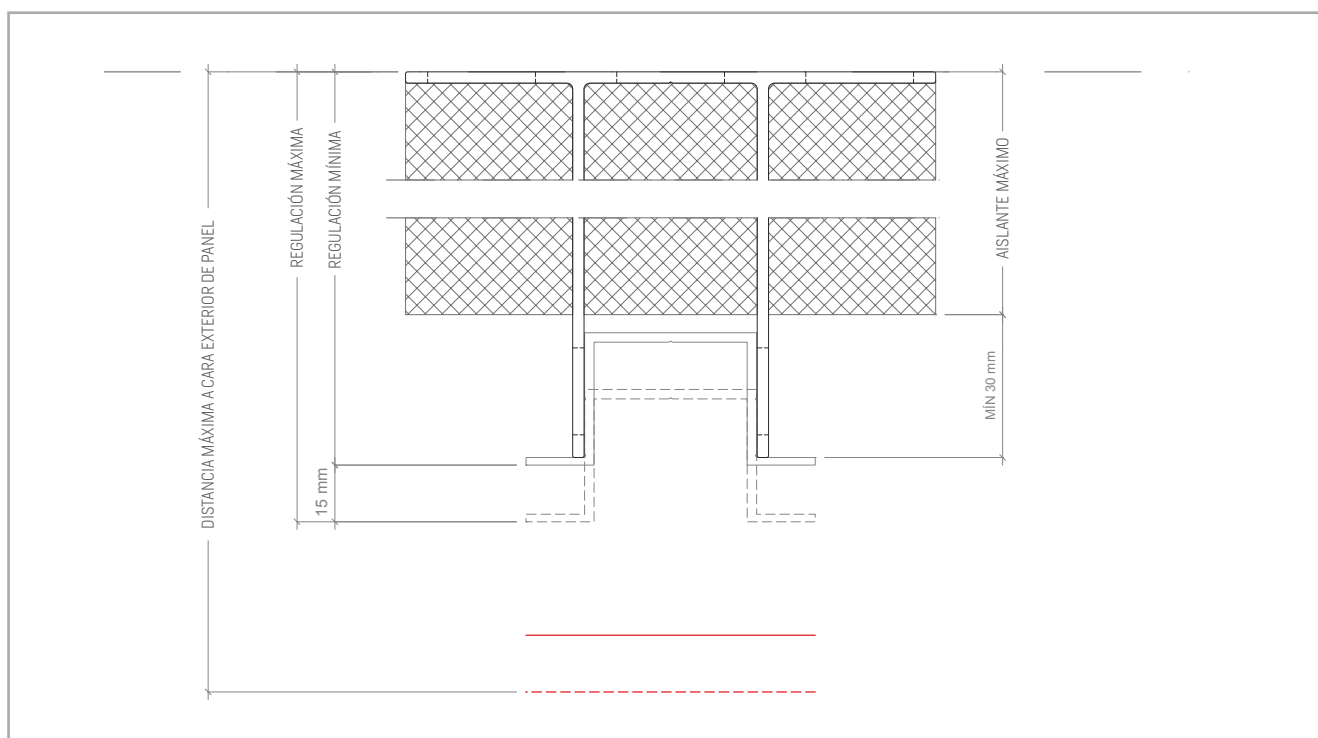 DISTANCIA MÁXIMA A CARA EXTERIOR DE PANEL
REGULACIÓN MÁXIMA
REGULACIÓN MÍNIMA
15 mm
AISLANTE MÁXIMO
MÍN 30 mm